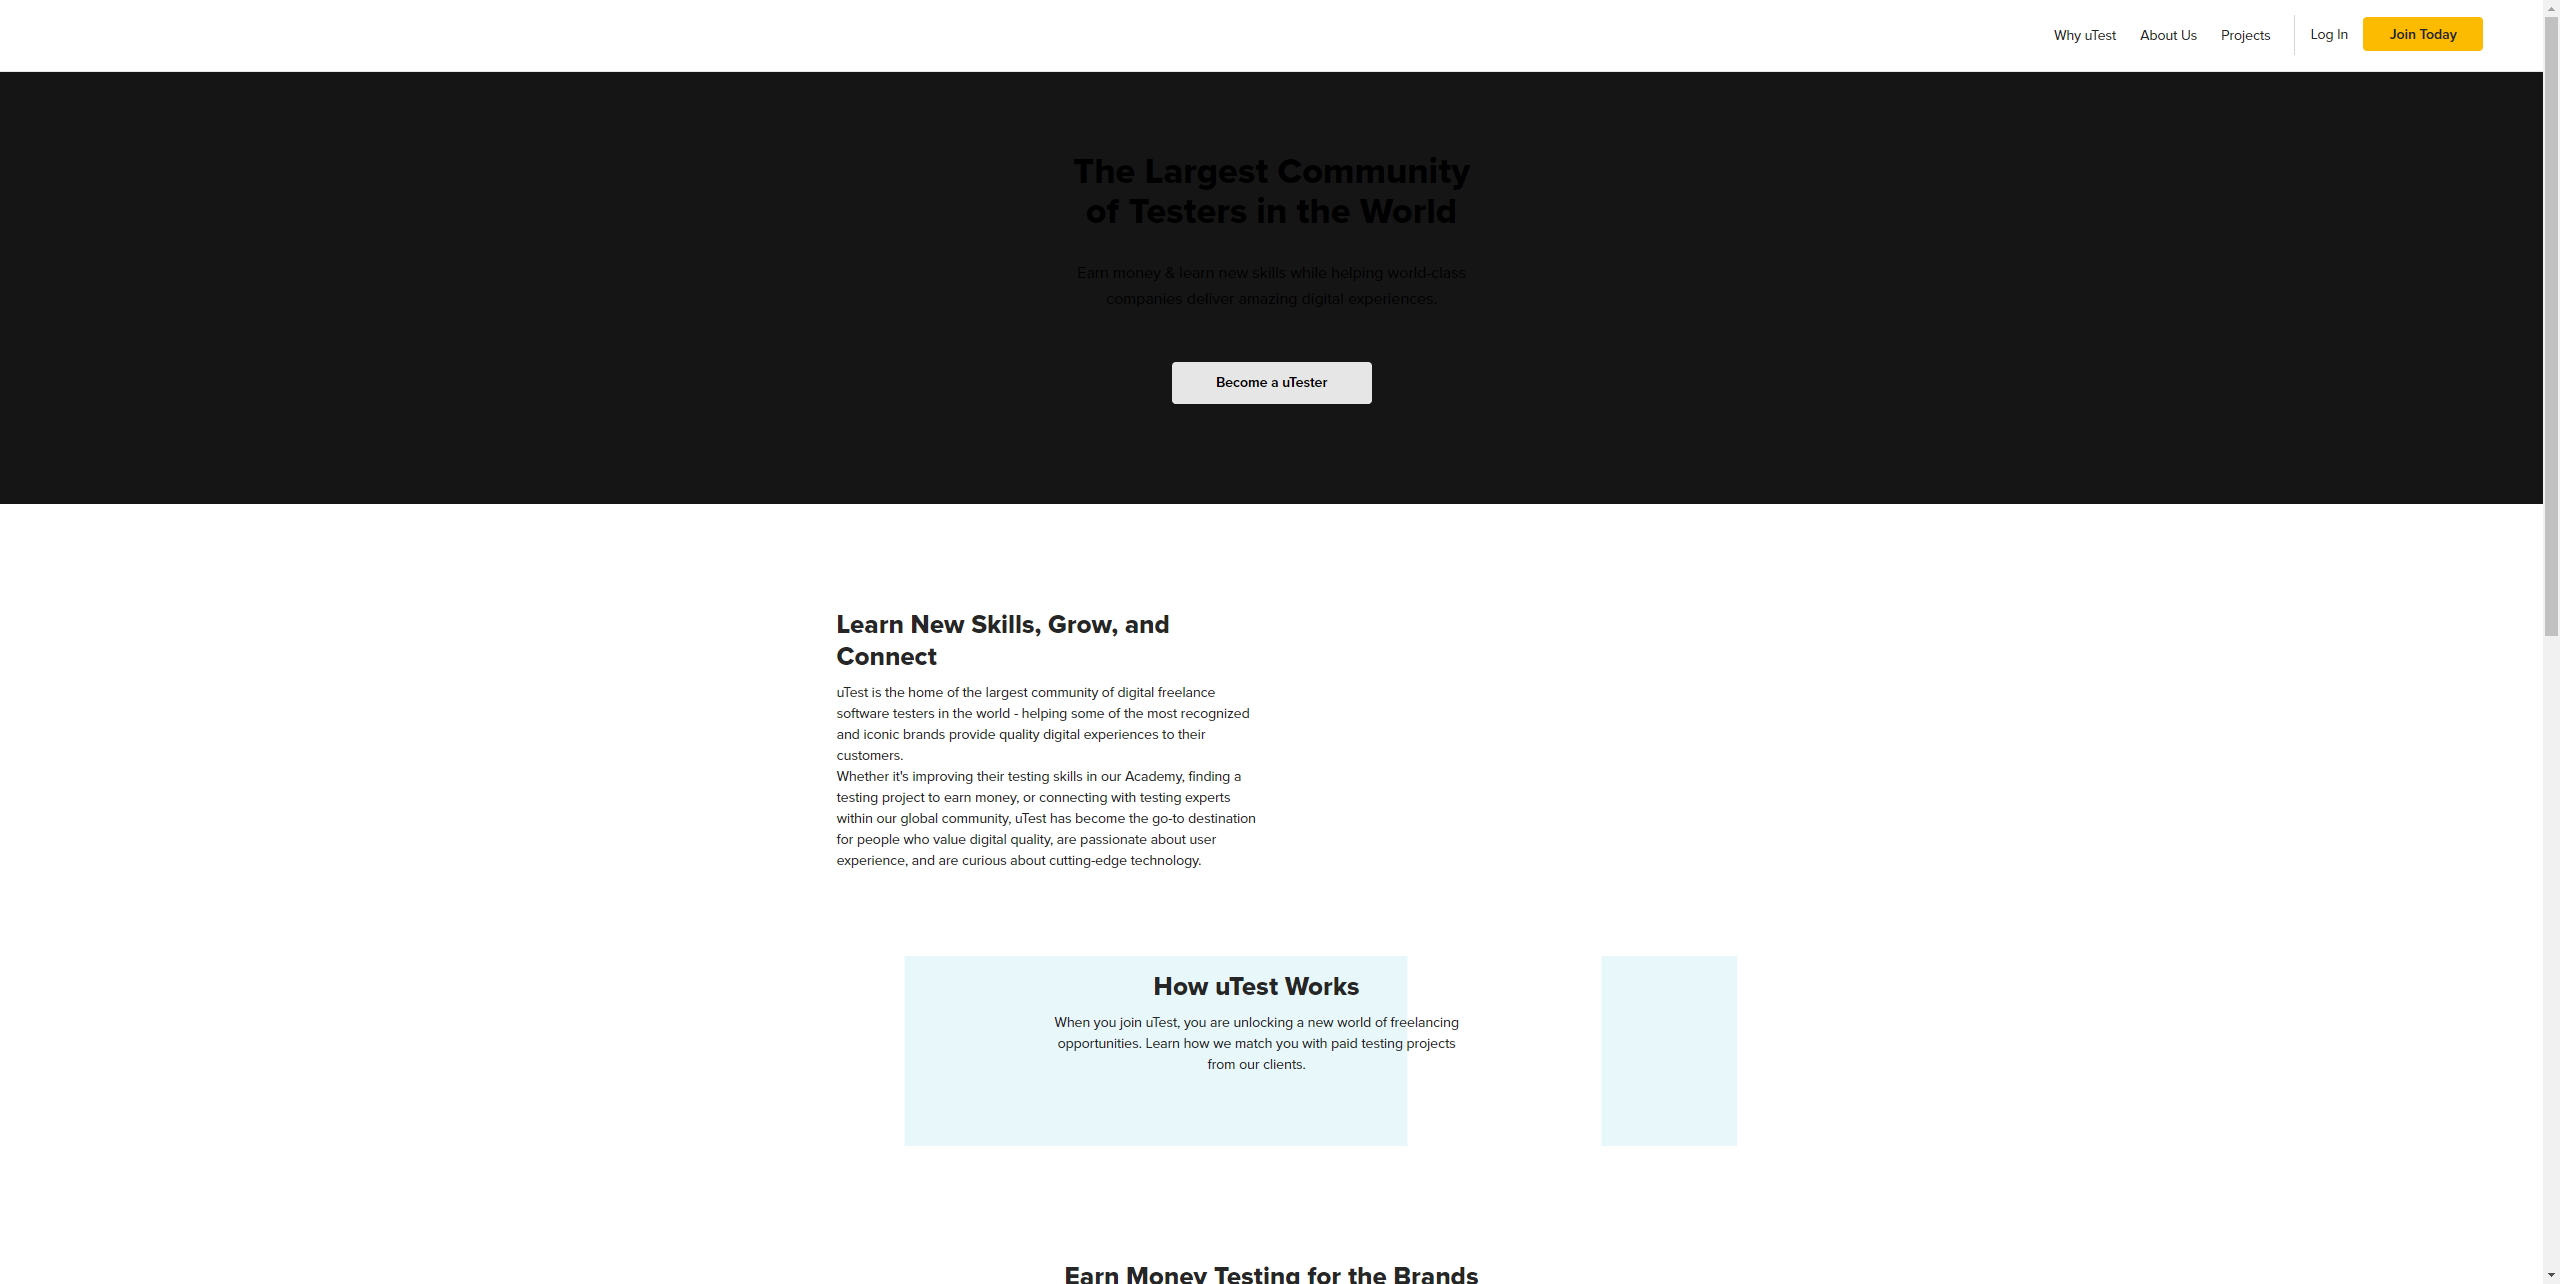 Why uTest
About Us
Projects
Log In
Join Today
The Largest Community
of Testers in the World
Earn money & learn new skills while helping world-class
companies deliver amazing digital experiences.
Become a uTester
Learn New Skills, Grow, and
Connect
uTest is the home of the largest community of digital freelance
software testers in the world - helping some of the most recognized
and iconic brands provide quality digital experiences to their
customers.
Whether it's improving their testing skills in our Academy, finding a
testing project to earn money, or connecting with testing experts
within our global community, uTest has become the go-to destination
for people who value digital quality, are passionate about user
experience, and are curious about cutting-edge technology.
How uTest Works
When you join uTest, you are unlocking a new world of freelancing
opportunities. Learn how we match you with paid testing projects
from our clients.
Earn Money Testing for the Brands